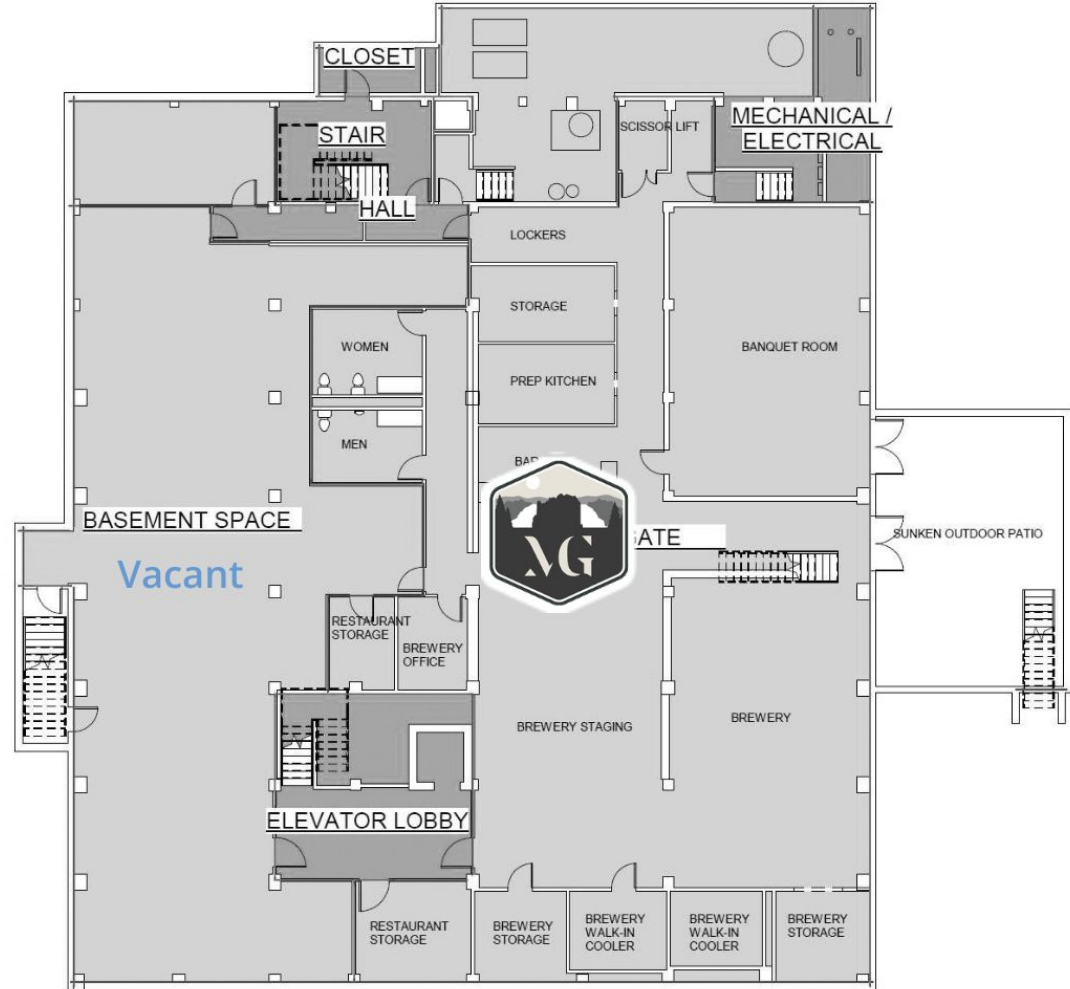 CLOSET
STAIR
SCISSOR LIFT
MECHANICAL /
ELECTRICAL
HALL
LOCKERS
STORAGE
WOMEN
BANQUET ROOM
PREP KITCHEN
MEN
BAR
BASEMENT SPACE
MG
GATE
SUNKEN OUTDOOR PATIO
Vacant
RESTAURANT
STORAGE
BREWERY
OFFICE
BREWERY STAGING
BREWERY
ELEVATOR LOBBY
RESTAURANT
STORAGE
BREWERY
STORAGE
BREWERY
WALK-IN
COOLER
BREWERY
WALK-IN
COOLER
BREWERY
STORAGE